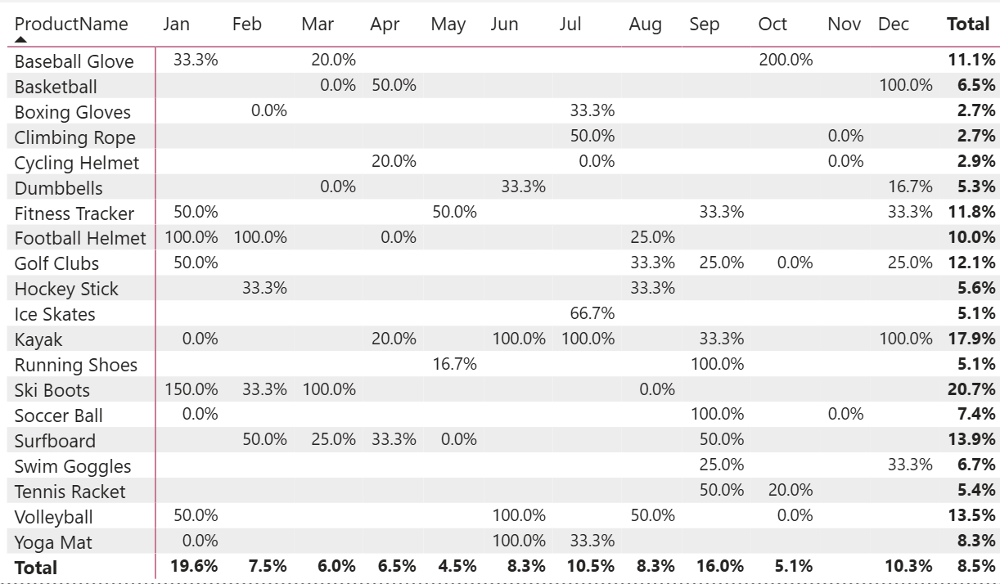 ProductName Jan Feb Mar Apr May Jun Jul Aug Sep Oct Nov Dec Total
Baseball Glove 33.3% 20.0% 200.0% 11.1%
Basketball 0.0% 50.0% 100.0% 6.5%
Boxing Gloves 0.0% 33.3% 2.7%
Climbing Rope 50.0% 0.0% 2.7%
Cycling Helmet 20.0% 0.0% 0.0% 2.9%
Dumbbells 0.0% 33.3% 16.7% 5.3%
Fitness Tracker 50.0% 50.0% 33.3% 33.3% 11.8%
Football Helmet 100.0% 100.0% 0.0% 25.0% 10.0%
Golf Clubs 50.0% 33.3% 25.0% 0.0% 25.0% 12.1%
Hockey Stick 33.3% 33.3% 5.6%
Ice Skates 66.7% 5.1%
Kayak 0.0% 20.0% 100.0% 100.0% 33.3% 100.0% 17.9%
Running Shoes 16.7% 100.0% 5.1%
Ski Boots 150.0% 33.3% 100.0% 0.0% 20.7%
Soccer Ball 0.0% 100.0% 0.0% 7.4%
Surfboard 50.0% 25.0% 33.3% 0.0% 50.0% 13.9%
Swim Goggles 25.0% 33.3% 6.7%
Tennis Racket 50.0% 20.0% 5.4%
Volleyball 50.0% 100.0% 50.0% 0.0% 13.5%
Yoga Mat 0.0% 100.0% 33.3% 8.3%
Total 19.6% 7.5% 6.0% 6.5% 4.5% 8.3% 10.5% 8.3% 16.0% 5.1% 10.3% 8.5%